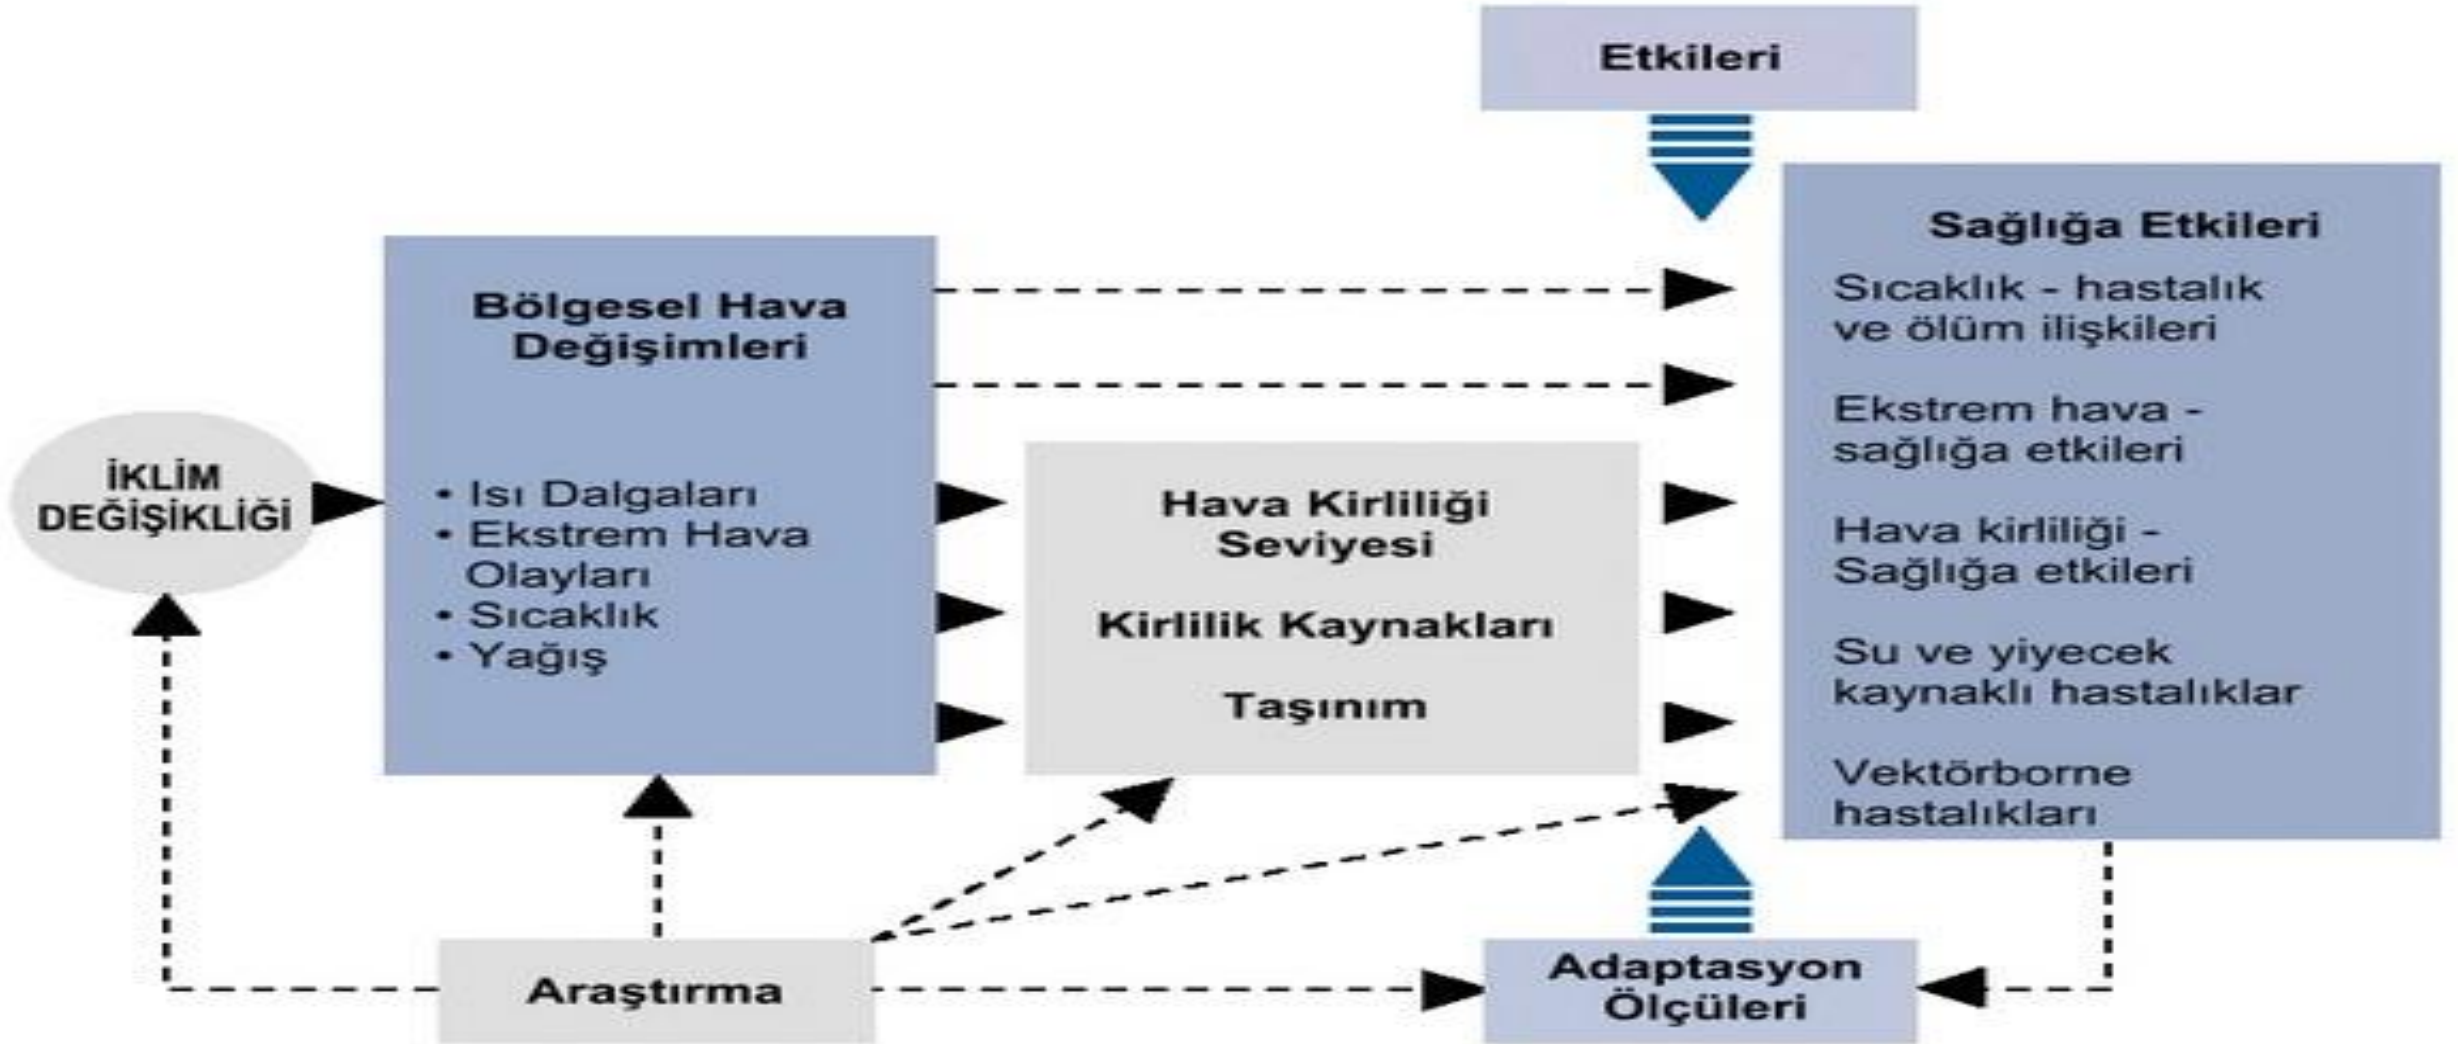 Etkileri
Sağlığa Etkileri
Sıcaklık - hastalık
ve ölüm ilişkileri
Ekstrem hava -
sağlığa etkileri
Hava kirliliği -
Sağlığa etkileri
Su ve yiyecek
kaynaklı hastalıklar
Vektörborne
hastalıkları
Bölgesel Hava
Değişimleri
• Isı Dalgaları
• Ekstrem Hava
Olayları
• Sıcaklık
• Yağış
İKLİM
DEĞİŞİKLİĞİ
Hava Kirliliği
Seviyesi
Kirlilik Kaynakları
Taşınım
Araştırma
Adaptasyon
Ölçüleri